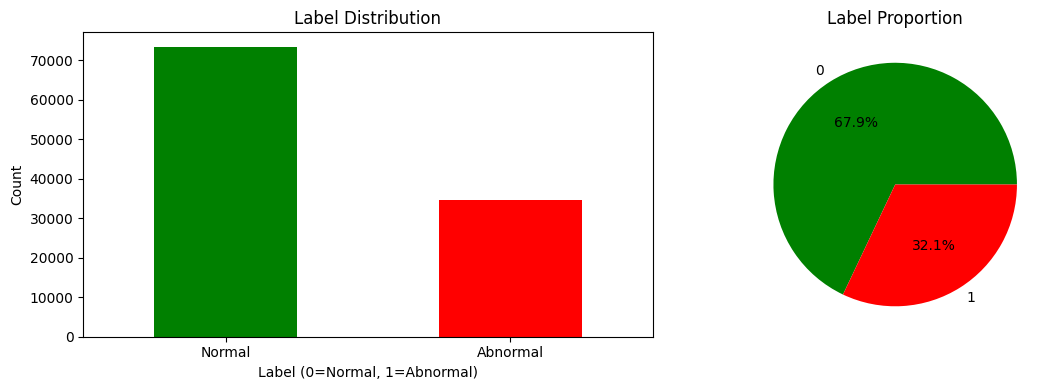 Label Distribution
Count
70000
60000
50000
40000
30000
20000
10000
0
Normal
Abnormal
Label (0=Normal, 1=Abnormal)
Label Proportion
0
67.9%
32.1%
1